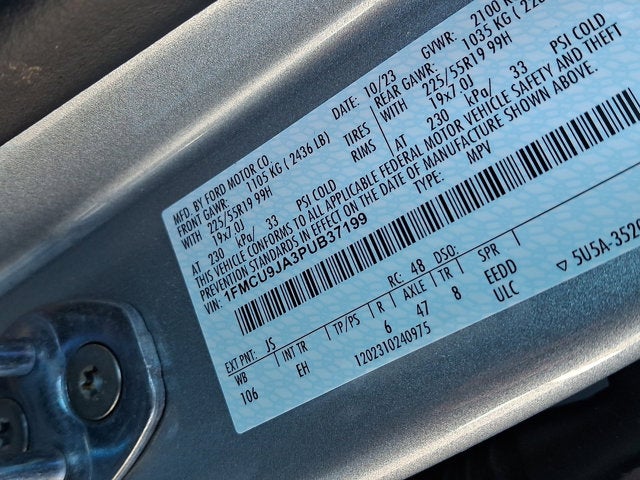 MFD. BY FORD MOTOR CO. DATE: 10/23 GVWR: 2100 K
FRONT GAWR: 1105 KG ( 2436 LB) REAR GAWR: 1035 KG
WITH 225/55R19 99H TIRES WITH 225/55R19 99H
19x7.0J RIMS 19x7.0J
AT 230 kPa/ 33 PSI COLD AT 230 kPa/ 33 PSI COLD
THIS VEHICLE CONFORMS TO ALL APPLICABLE FEDERAL MOTOR VEHICLE SAFETY AND THEFT
PREVENTION STANDARDS IN EFFECT ON THE DATE OF MANUFACTURE SHOWN ABOVE.
VIN: 1FMCU9JA3PUB37199 TYPE: MPV
EXT PNT: JS RC: 48 DSO:
WB INT TR TP/PS R AXLE TR SPR
106 EH 6 47 8 EEDD
1202310240975 ULC
▽ 5U5A-3520